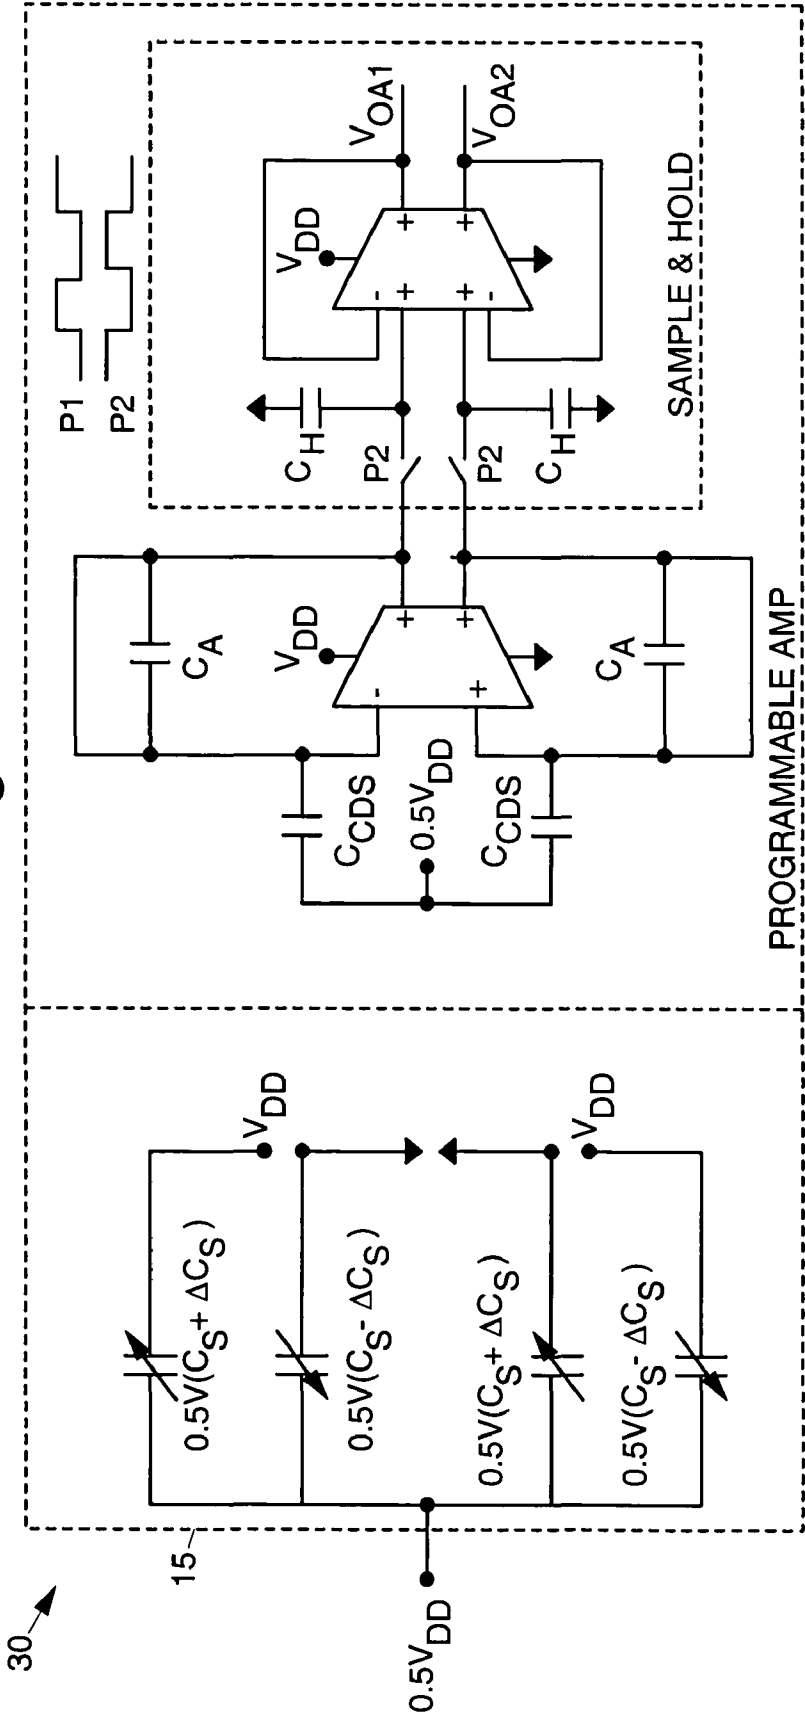 30
15
0.5VDD
0.5V(CS + ΔCS)
0.5V(CS - ΔCS)
0.5V(CS + ΔCS)
0.5V(CS - ΔCS)
VDD
VDD
CCDS
0.5VDD
CCDS
CA
VDD
-
+
+
+
CA
P2
P2
CH
CH
VDD
-
+
+
-
+
+
VOA1
VOA2
P1
P2
SAMPLE & HOLD
PROGRAMMABLE AMP